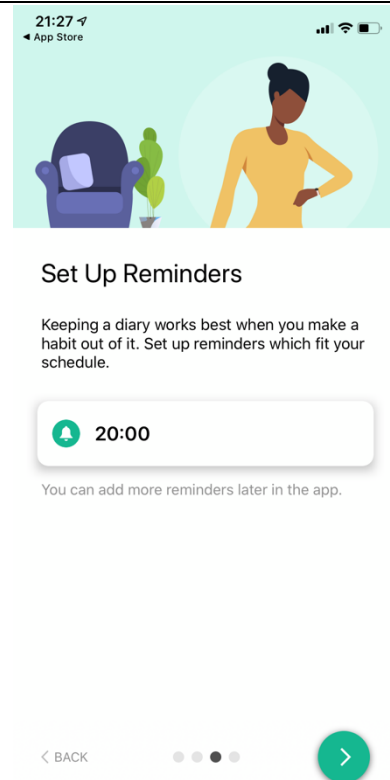 21:27
◀ App Store
Set Up Reminders
Keeping a diary works best when you make a
habit out of it. Set up reminders which fit your
schedule.
20:00
You can add more reminders later in the app.
< BACK